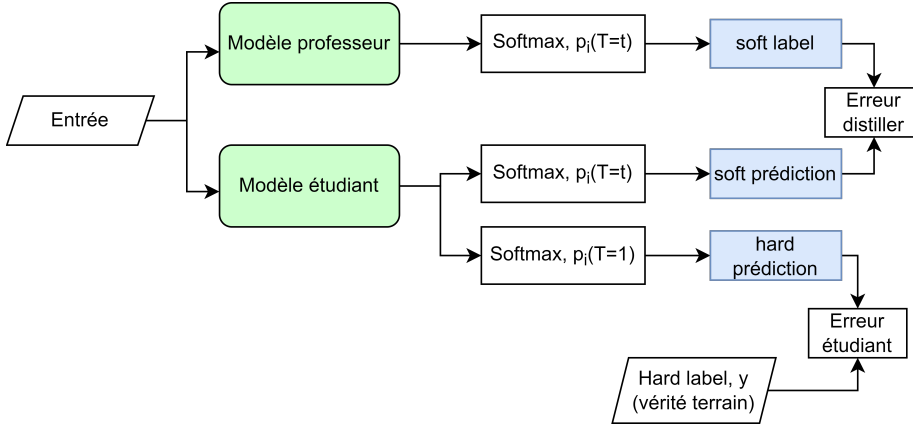 Modèle professeur
Softmax, pᵢ(T=t)
soft label
Entrée
Erreur
distiller
Modèle étudiant
Softmax, pᵢ(T=t)
soft prédiction
Softmax, pᵢ(T=1)
hard
prédiction
Erreur
étudiant
Hard label, y
(vérité terrain)